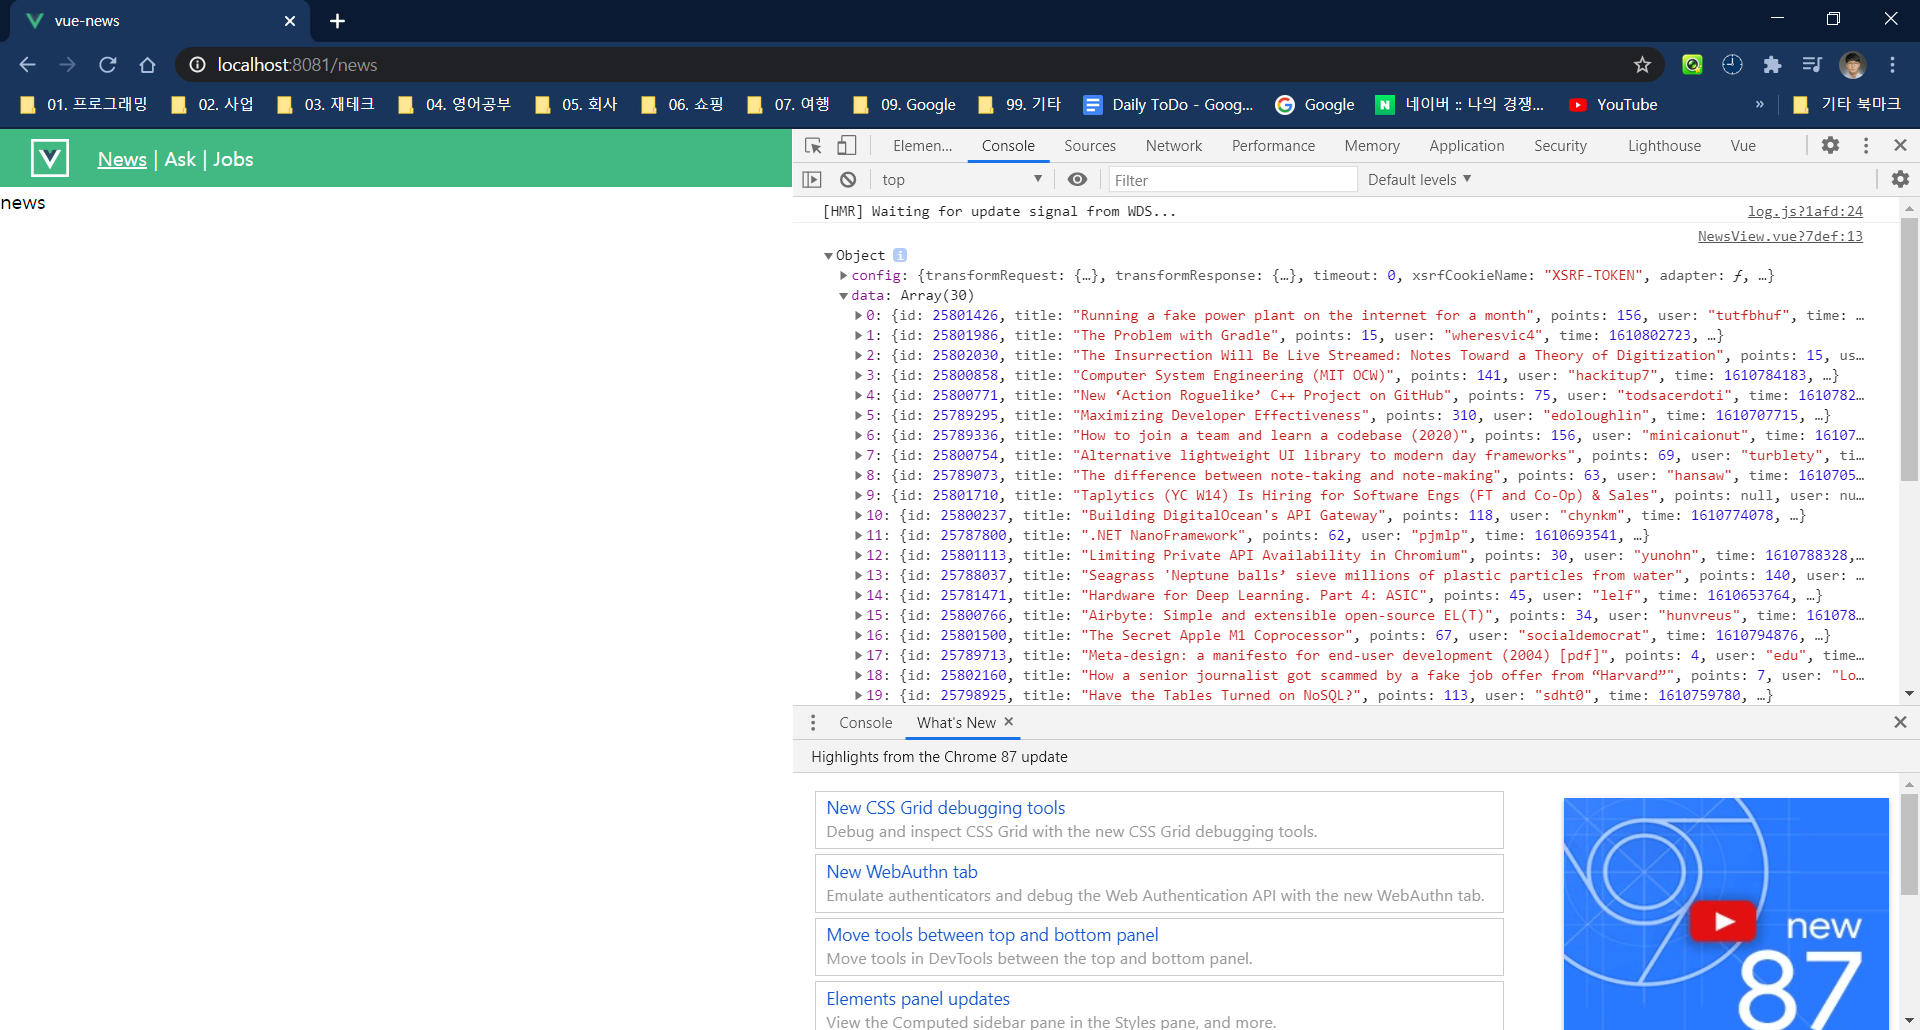 vue-news
localhost:8081/news
01. 프로그래밍 02. 사업 03. 재테크 04. 영어공부 05. 회사 06. 쇼핑 07. 여행 09. Google 99. 기타 Daily ToDo - Goog... Google 네이버 :: 나의 경쟁... YouTube » 기타 북마크
News | Ask | Jobs
news
Elemen... Console Sources Network Performance Memory Application Security Lighthouse Vue
top Filter Default levels
[HMR] Waiting for update signal from WDS... log.js?1afd:24
NewsView.vue?7def:13
Object
config: {transformRequest: {…}, transformResponse: {…}, timeout: 0, xsrfCookieName: "XSRF-TOKEN", adapter: ƒ, …}
data: Array(30)
0: {id: 25801426, title: "Running a fake power plant on the internet for a month", points: 156, user: "tutfbhuf", time: …
1: {id: 25801986, title: "The Problem with Gradle", points: 15, user: "wheresvic4", time: 1610802723, …}
2: {id: 25802030, title: "The Insurrection Will Be Live Streamed: Notes Toward a Theory of Digitization", points: 15, us…
3: {id: 25800858, title: "Computer System Engineering (MIT OCW)", points: 141, user: "hackitup7", time: 1610784183, …}
4: {id: 25800771, title: "New ‘Action Roguelike’ C++ Project on GitHub", points: 75, user: "todsacerdoti", time: 1610782…
5: {id: 25789295, title: "Maximizing Developer Effectiveness", points: 310, user: "edoloughlin", time: 1610707715, …}
6: {id: 25789336, title: "How to join a team and learn a codebase (2020)", points: 156, user: "minicaionut", time: 16107…
7: {id: 25800754, title: "Alternative lightweight UI library to modern day frameworks", points: 69, user: "turblety", ti…
8: {id: 25789073, title: "The difference between note-taking and note-making", points: 63, user: "hansaw", time: 1610705…
9: {id: 25801710, title: "Taplytics (YC W14) Is Hiring for Software Engs (FT and Co-Op) & Sales", points: null, user: nu…
10: {id: 25800237, title: "Building DigitalOcean's API Gateway", points: 118, user: "chynkm", time: 1610774078, …}
11: {id: 25787800, title: ".NET NanoFramework", points: 62, user: "pjmlp", time: 1610693541, …}
12: {id: 25801113, title: "Limiting Private API Availability in Chromium", points: 30, user: "yunohn", time: 1610788328,…
13: {id: 25788037, title: "Seagrass 'Neptune balls’ sieve millions of plastic particles from water", points: 140, user: …
14: {id: 25781471, title: "Hardware for Deep Learning. Part 4: ASIC", points: 45, user: "lelf", time: 1610653764, …}
15: {id: 25800766, title: "Airbyte: Simple and extensible open-source EL(T)", points: 34, user: "hunvreus", time: 161078…
16: {id: 25801500, title: "The Secret Apple M1 Coprocessor", points: 67, user: "socialdemocrat", time: 1610794876, …}
17: {id: 25789713, title: "Meta-design: a manifesto for end-user development (2004) [pdf]", points: 4, user: "edu", time…
18: {id: 25802160, title: "How a senior journalist got scammed by a fake job offer from “Harvard”", points: 7, user: "Lo…
19: {id: 25798925, title: "Have the Tables Turned on NoSQL?", points: 113, user: "sdht0", time: 1610759780, …}
Console What's New
Highlights from the Chrome 87 update
New CSS Grid debugging tools
Debug and inspect CSS Grid with the new CSS Grid debugging tools.
New WebAuthn tab
Emulate authenticators and debug the Web Authentication API with the new WebAuthn tab.
Move tools between top and bottom panel
Move tools in DevTools between the top and bottom panel.
Elements panel updates
View the Computed sidebar pane in the Styles pane, and more.
new
87